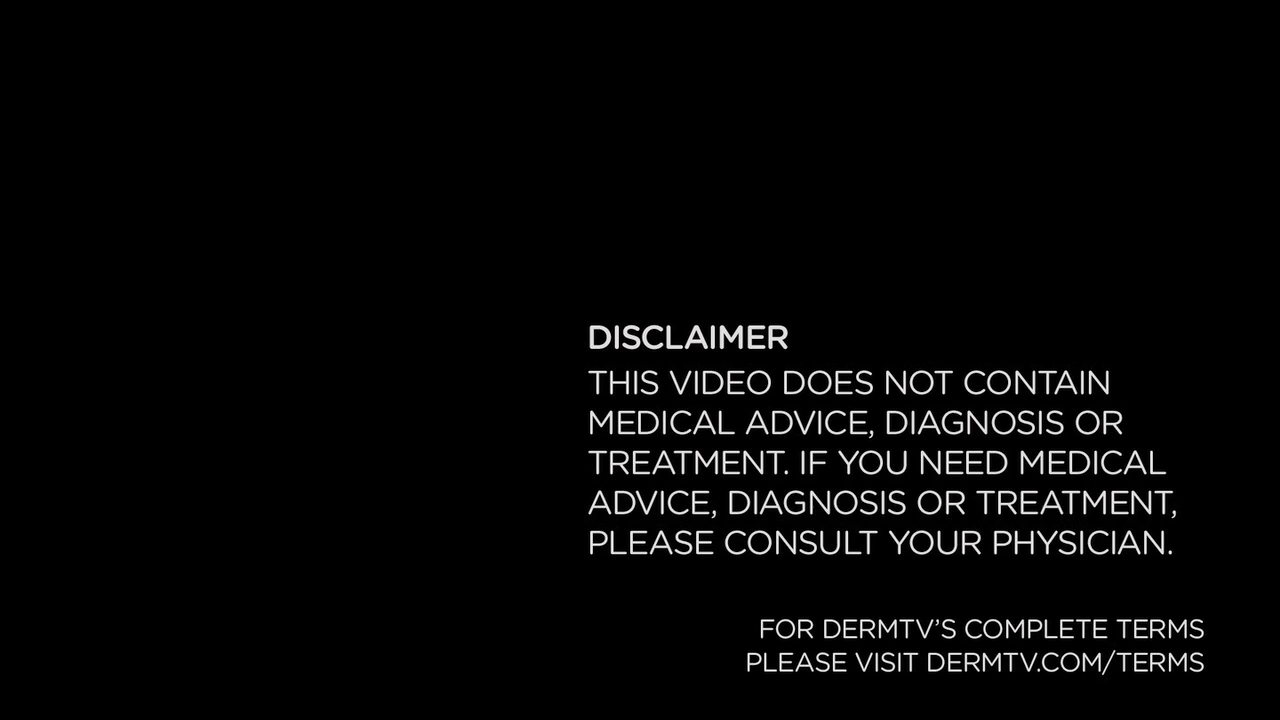 DISCLAIMER
THIS VIDEO DOES NOT CONTAIN
MEDICAL ADVICE, DIAGNOSIS OR
TREATMENT. IF YOU NEED MEDICAL
ADVICE, DIAGNOSIS OR TREATMENT,
PLEASE CONSULT YOUR PHYSICIAN.
FOR DERMTV’S COMPLETE TERMS
PLEASE VISIT DERMTV.COM/TERMS